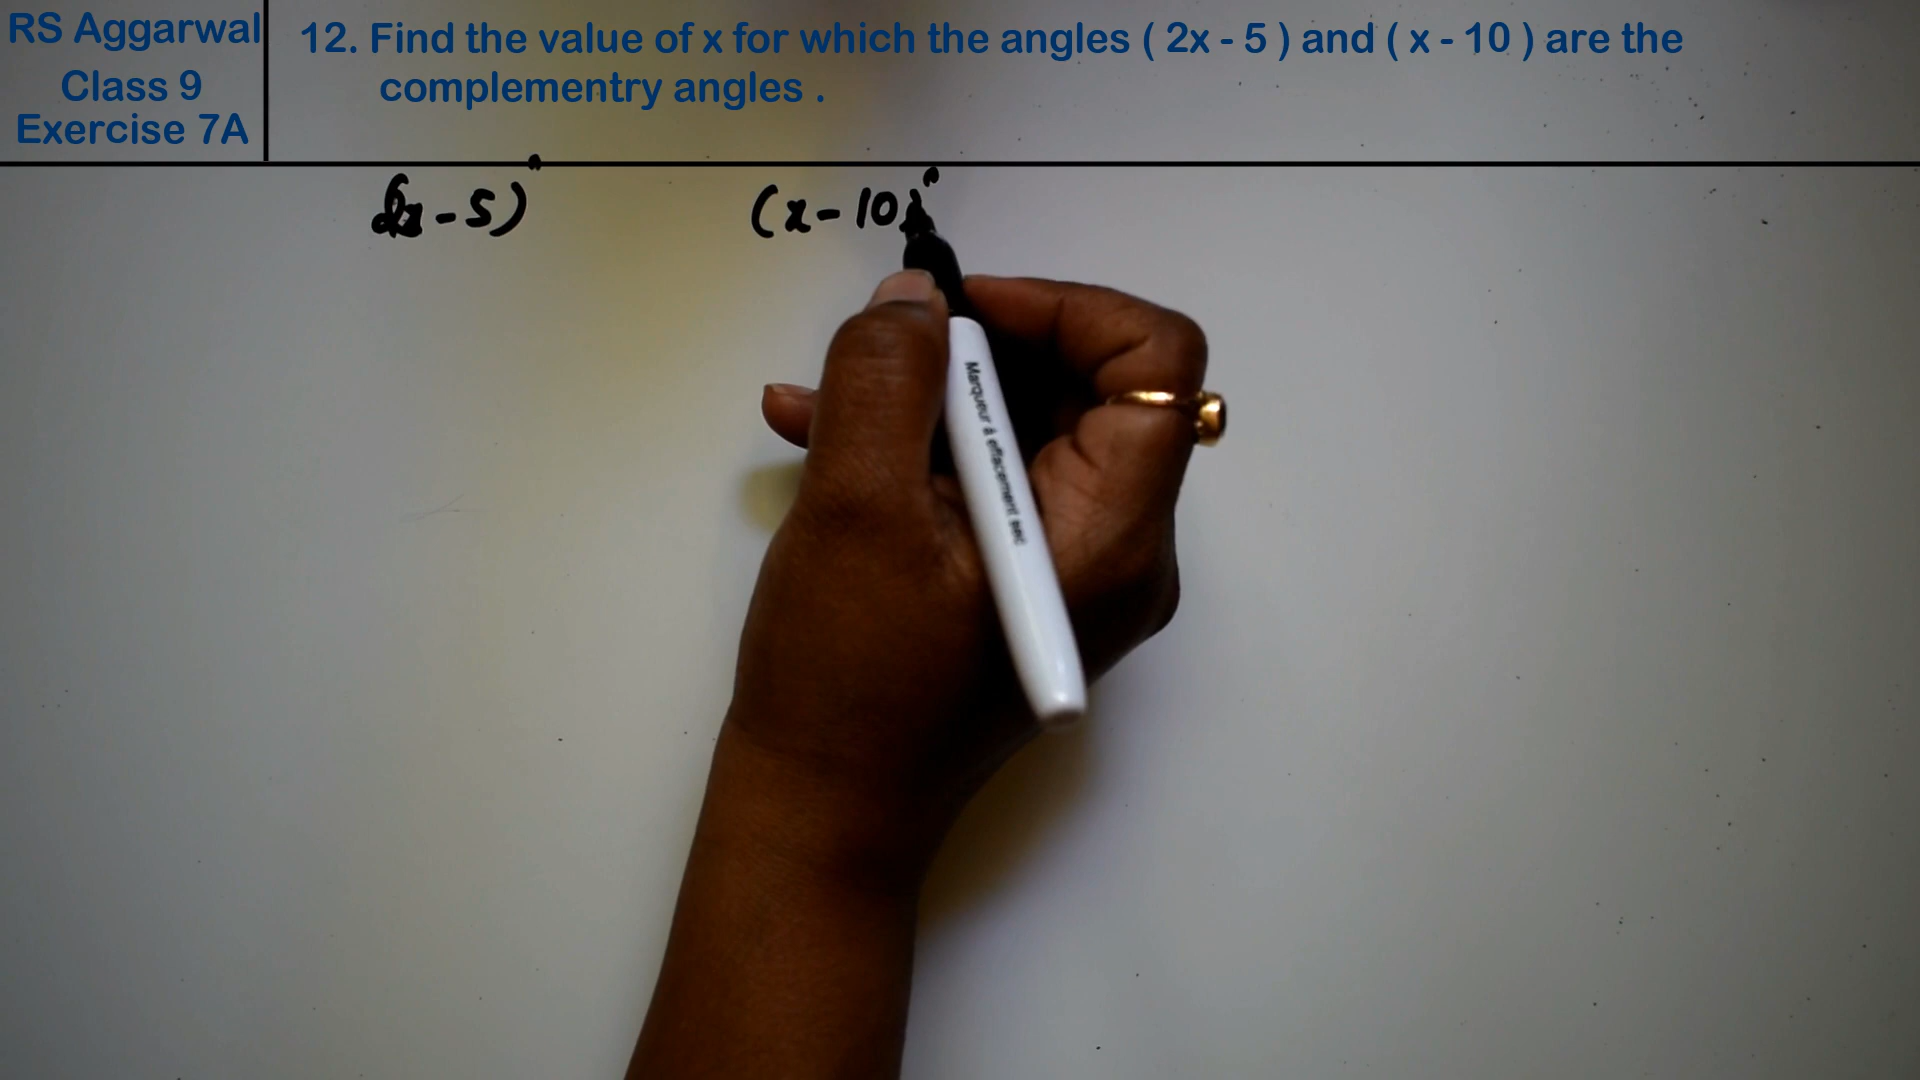 RS Aggarwal
Class 9
Exercise 7A
12. Find the value of x for which the angles ( 2x - 5 ) and ( x - 10 ) are the
complementry angles .
(2x - 5)° (x - 10)°
Marqueur à effacement sec